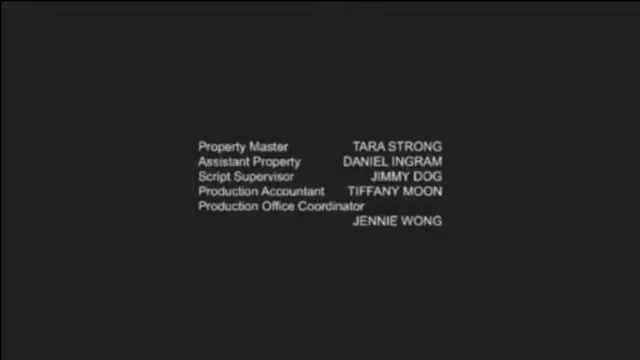 Property Master TARA STRONG
Assistant Property DANIEL INGRAM
Script Supervisor JIMMY DOG
Production Accountant TIFFANY MOON
Production Office Coordinator
JENNIE WONG